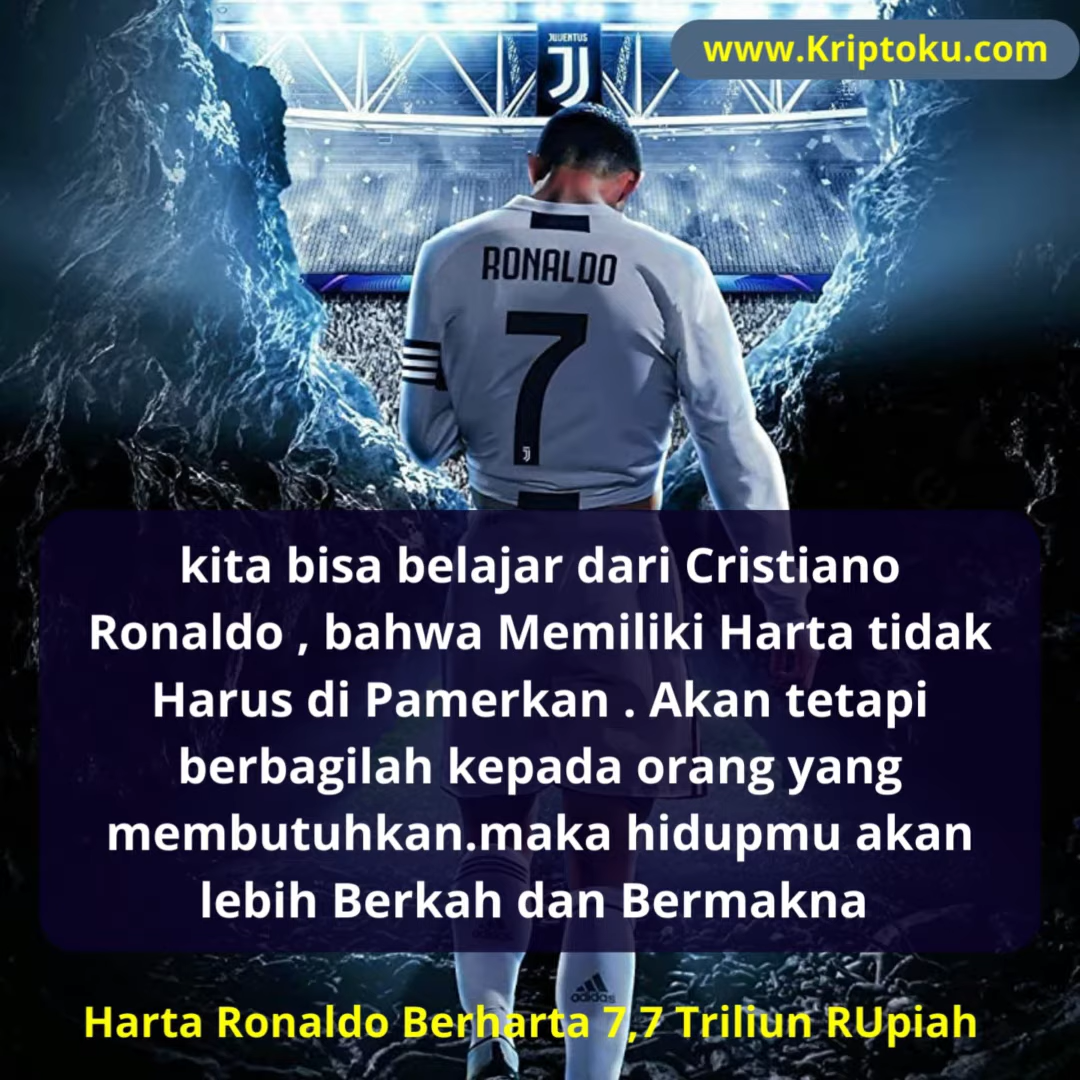 www.Kriptoku.com
JUVENTUS
RONALDO
7
kita bisa belajar dari Cristiano
Ronaldo , bahwa Memiliki Harta tidak
Harus di Pamerkan . Akan tetapi
berbagilah kepada orang yang
membutuhkan.maka hidupmu akan
lebih Berkah dan Bermakna
adidas
Harta Ronaldo Berharta 7,7 Triliun RUpiah